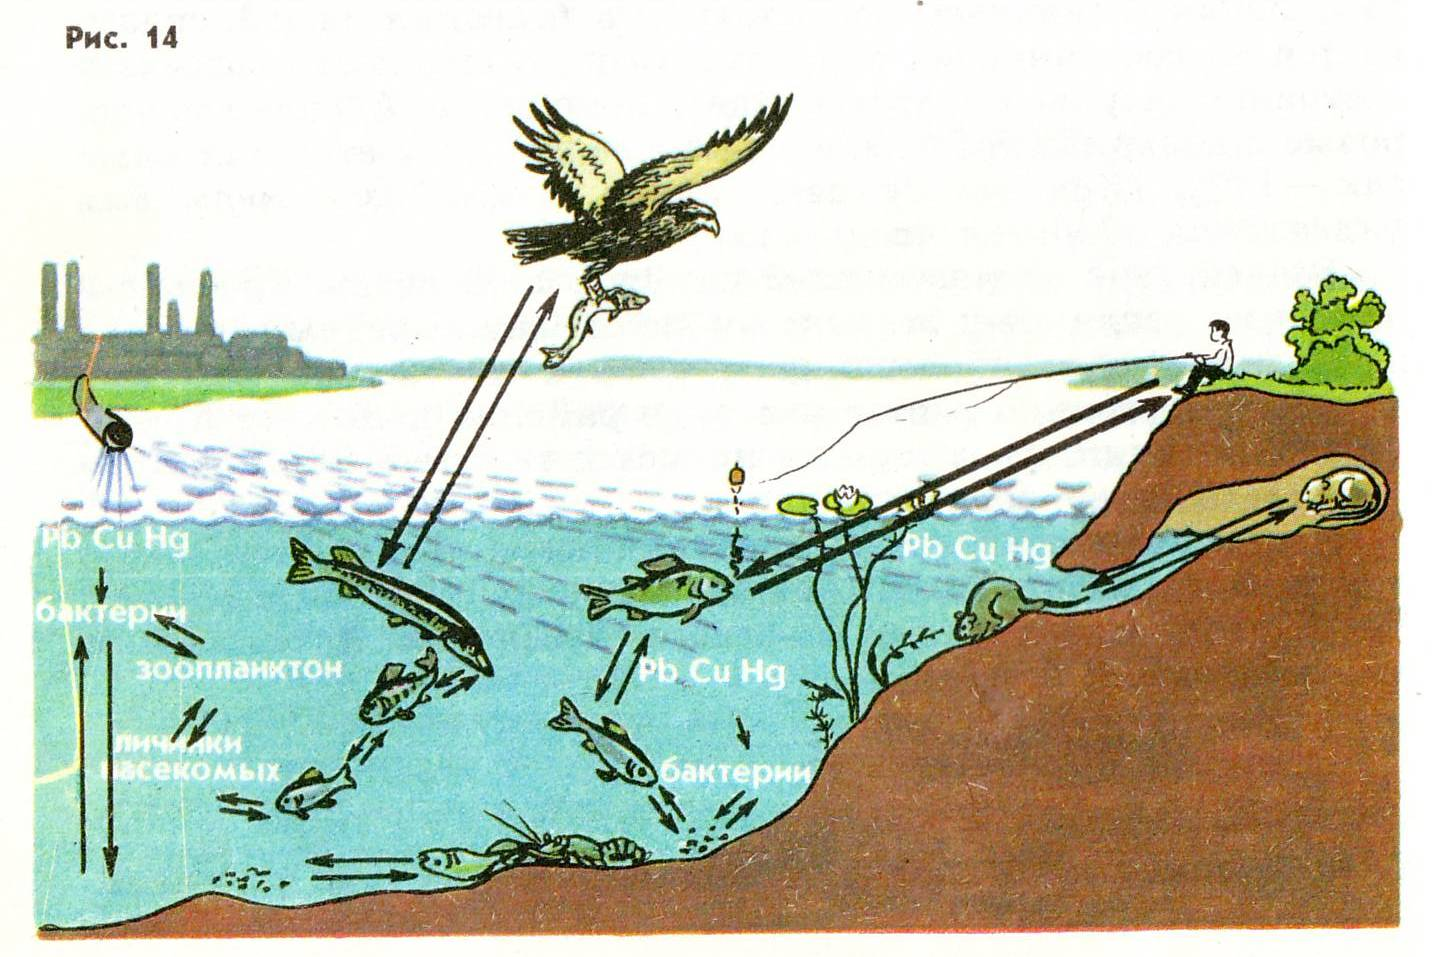 Рис. 14
Pb Cu Hg
бактерии
зоопланктон
личинки
насекомых
Pb Cu Hg
Pb Cu Hg
бактерии